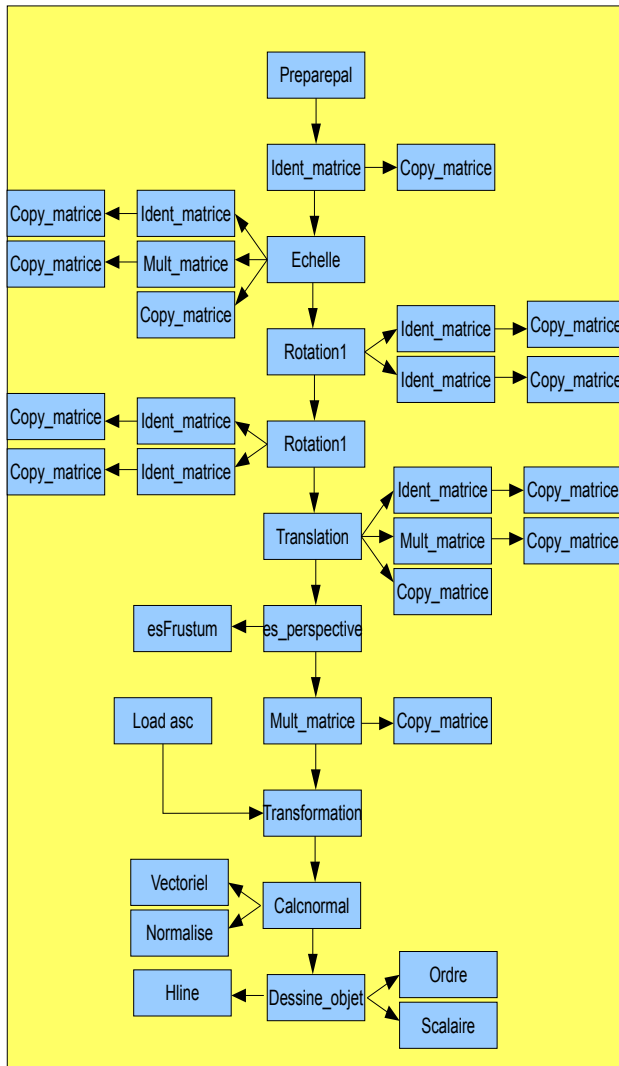 Preparepal
Ident_matrice
Copy_matrice
Copy_matrice
Ident_matrice
Copy_matrice
Mult_matrice
Echelle
Copy_matrice
Rotation1
Ident_matrice
Copy_matrice
Ident_matrice
Copy_matrice
Copy_matrice
Ident_matrice
Copy_matrice
Ident_matrice
Rotation1
Translation
Ident_matrice
Copy_matrice
Mult_matrice
Copy_matrice
Copy_matrice
esFrustum
es_perspective
Load asc
Mult_matrice
Copy_matrice
Transformation
Vectoriel
Calcnormal
Normalise
Hline
Dessine_objet
Ordre
Scalaire